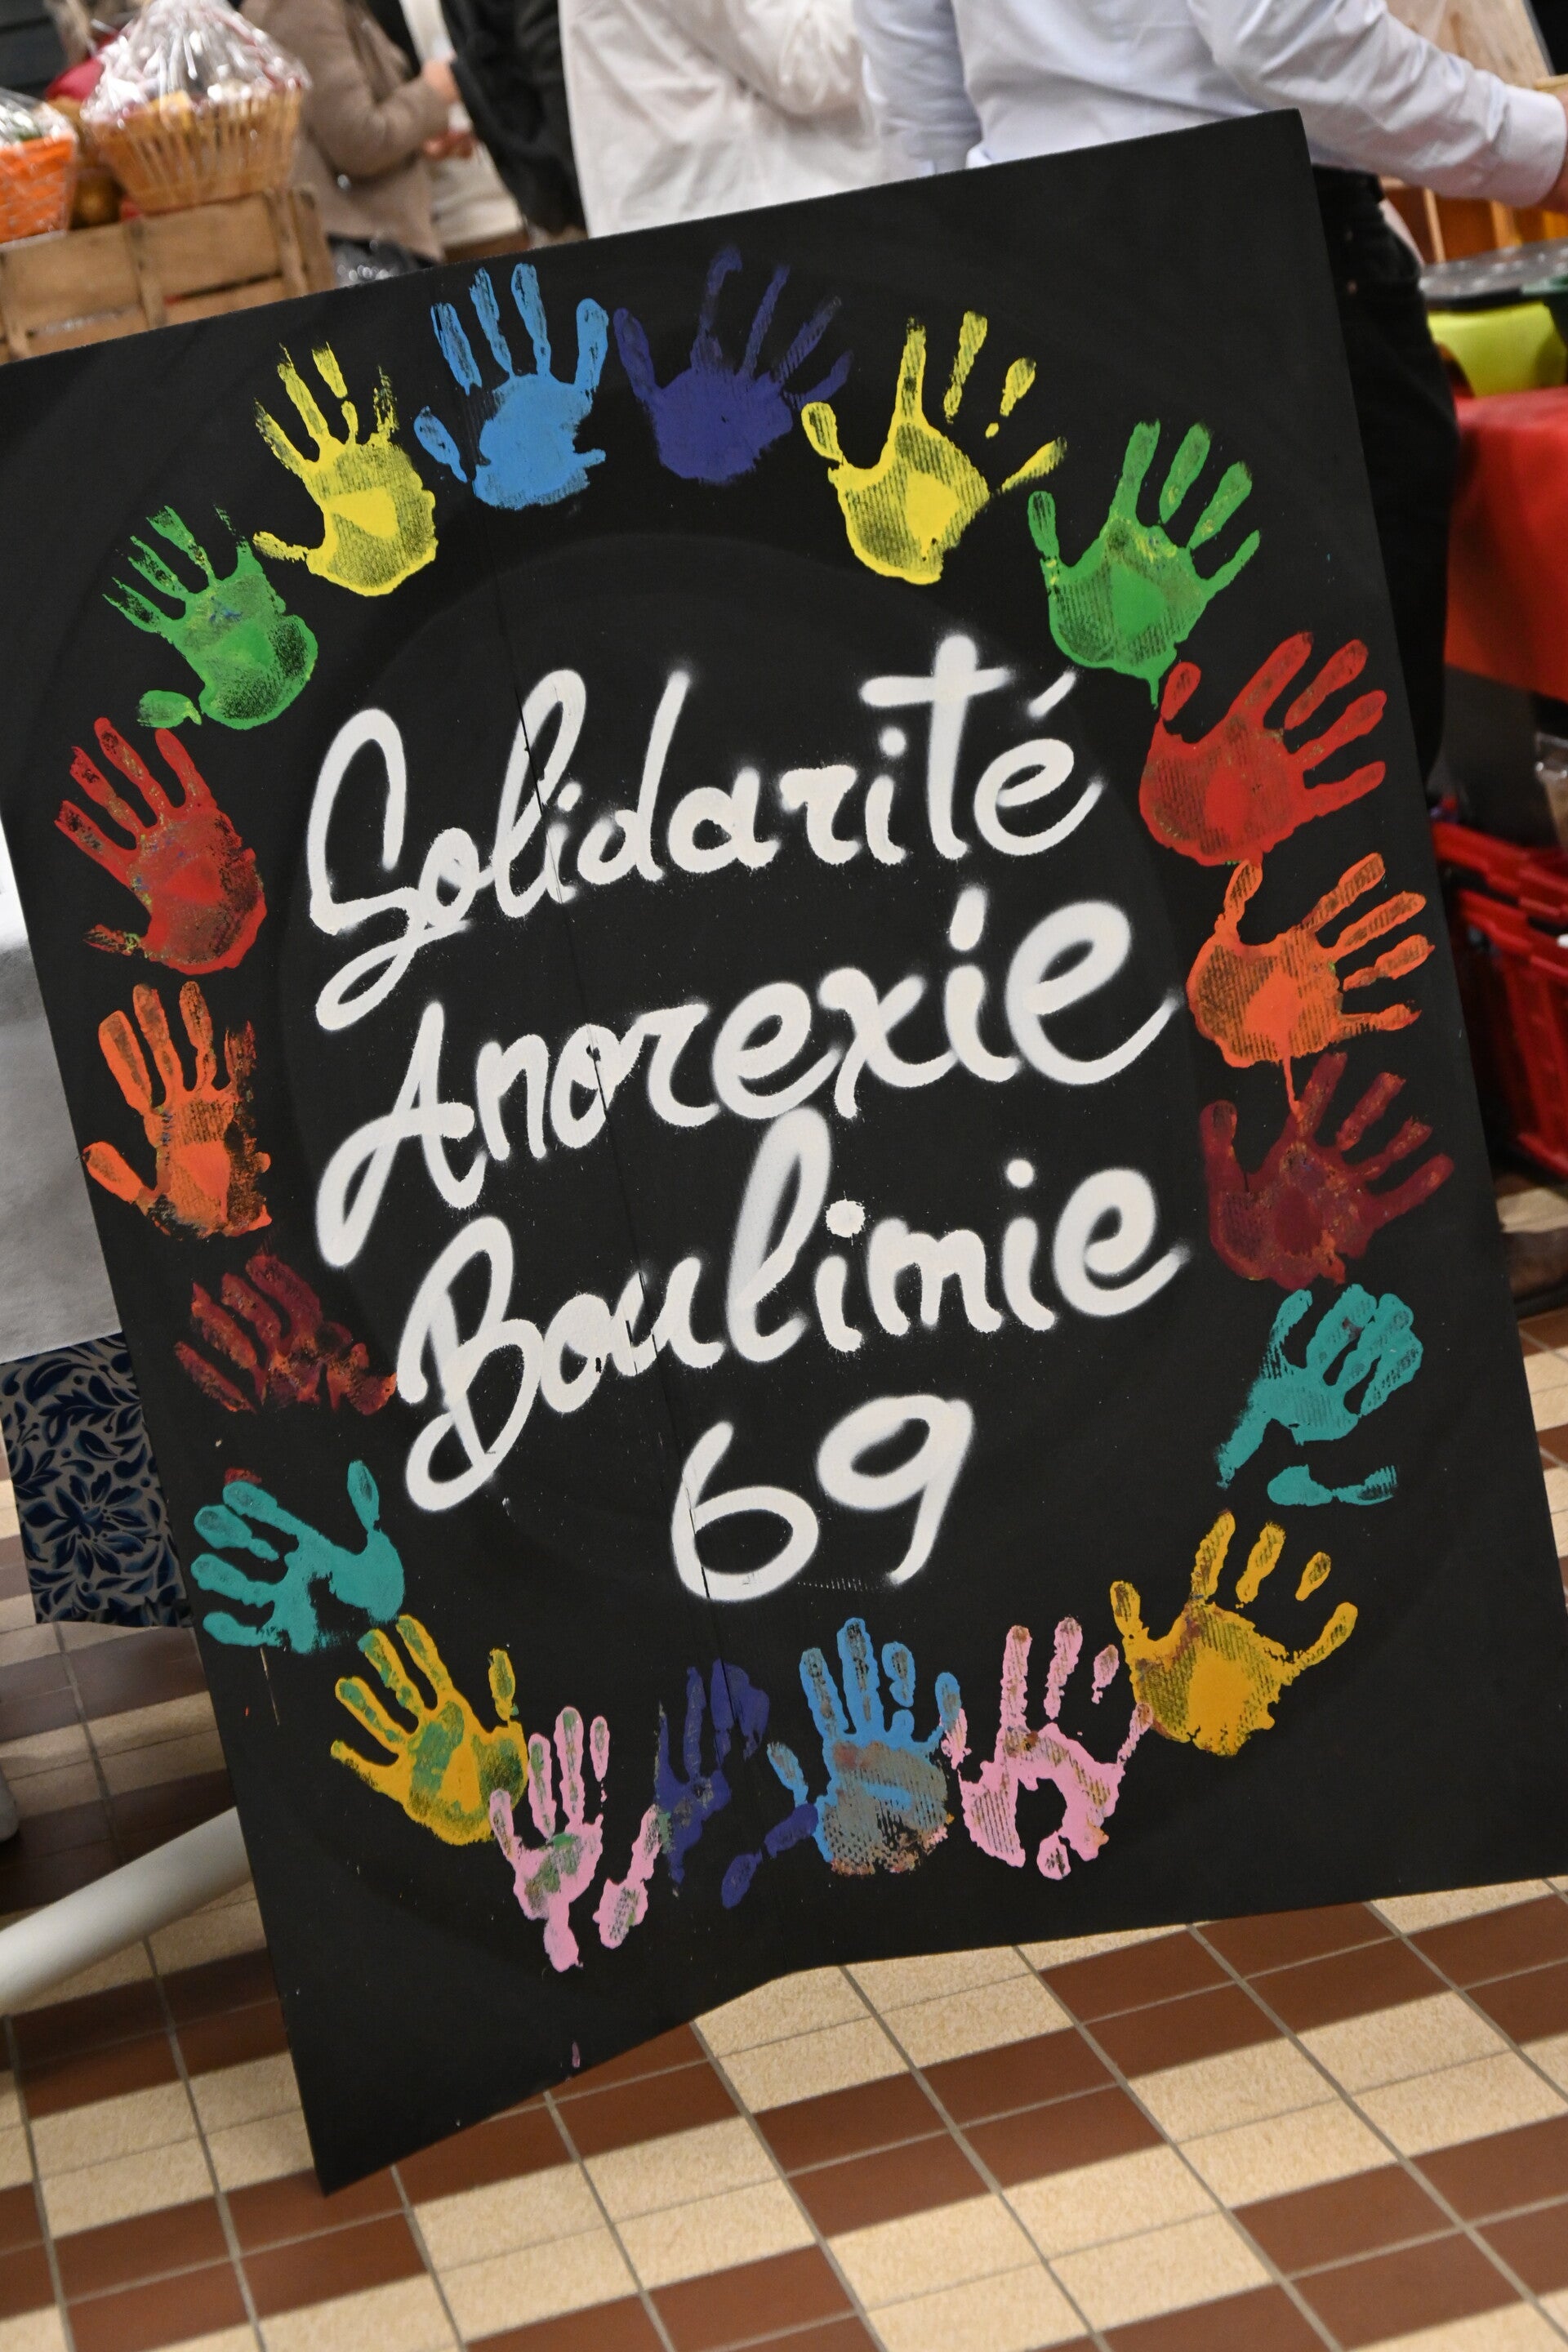 Solidarité
Anorexie
Boulimie
69